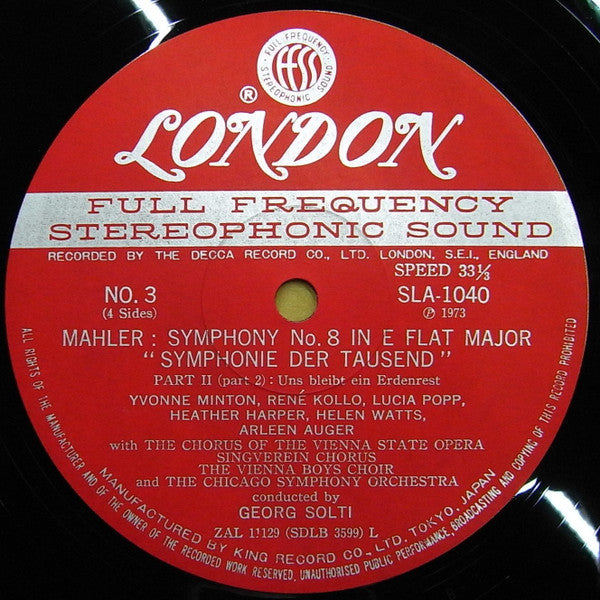 FULL·FREQUENCY·STEREOPHONIC SOUND
FFSS
®
LONDON
FULL FREQUENCY
STEREOPHONIC SOUND
RECORDED BY THE DECCA RECORD CO., LTD. LONDON, S.E.I., ENGLAND
SPEED 33⅓
NO. 3
SLA-1040
(4 Sides)
℗ 1973
MAHLER : SYMPHONY No. 8 IN E FLAT MAJOR
“ SYMPHONIE DER TAUSEND ”
PART II (part 2) : Uns bleibt ein Erdenrest
YVONNE MINTON, RENÉ KOLLO, LUCIA POPP,
HEATHER HARPER, HELEN WATTS,
ARLEEN AUGER
with THE CHORUS OF THE VIENNA STATE OPERA
SINGVEREIN CHORUS
THE VIENNA BOYS CHOIR
and THE CHICAGO SYMPHONY ORCHESTRA
conducted by
GEORG SOLTI
ZAL 11129 (SDLB 3599) L
MANUFACTURED BY KING RECORD CO., LTD. TOKYO, JAPAN
ALL RIGHTS OF THE MANUFACTURER AND OF THE OWNER OF THE RECORDED WORK RESERVED, UNAUTHORISED PUBLIC PERFORMANCE, BROADCASTING AND COPYING OF THIS RECORD PROHIBITED